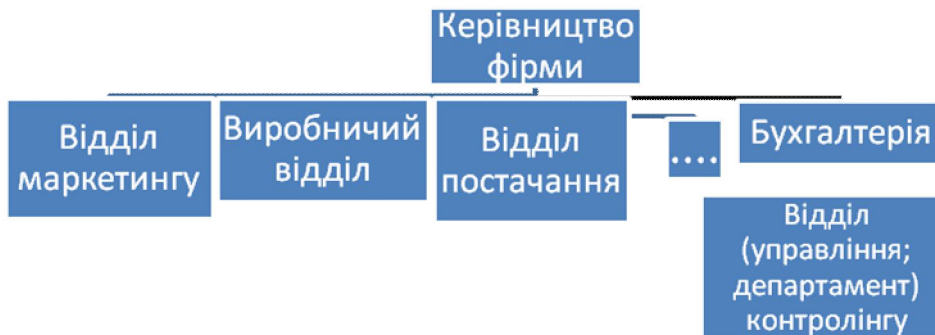 Керівництво
фірми
Відділ
маркетингу
Виробничий
відділ
Відділ
постачання
....
Бухгалтерія
Відділ
(управління;
департамент)
контролінгу